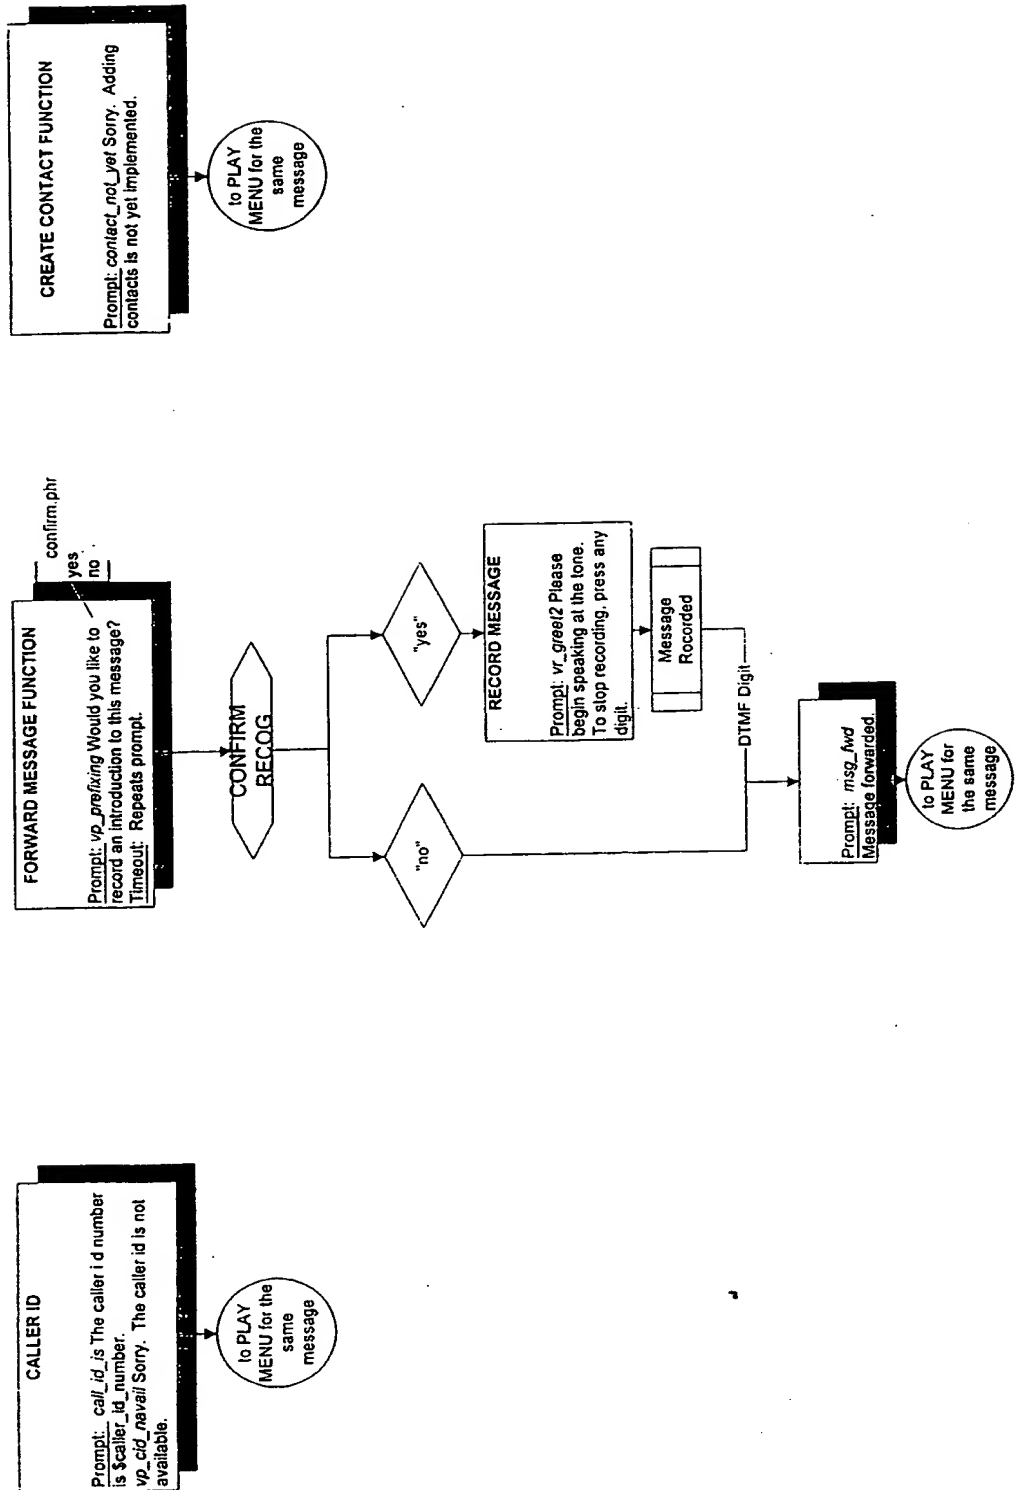 CALLER ID
Prompt: call_id_is The caller i d number
is $caller_id_number.
vp_cid_navail Sorry. The caller id is not
available.
to PLAY
MENU for the
same
message
FORWARD MESSAGE FUNCTION
Prompt: vp_prefixing Would you like to
record an introduction to this message?
Timeout: Repeats prompt.
confirm.phr
yes
no
CONFIRM
RECOG
"no"
"yes"
RECORD MESSAGE
Prompt: vr_greet2 Please
begin speaking at the tone.
To stop recording, press any
digit.
Message
Rocorded
DTMF Digit
Prompt: msg_fwd
Message forwarded.
to PLAY
MENU for
the same
message
CREATE CONTACT FUNCTION
Prompt: contact_not_yet Sorry. Adding
contacts is not yet implemented.
to PLAY
MENU for the
same
message